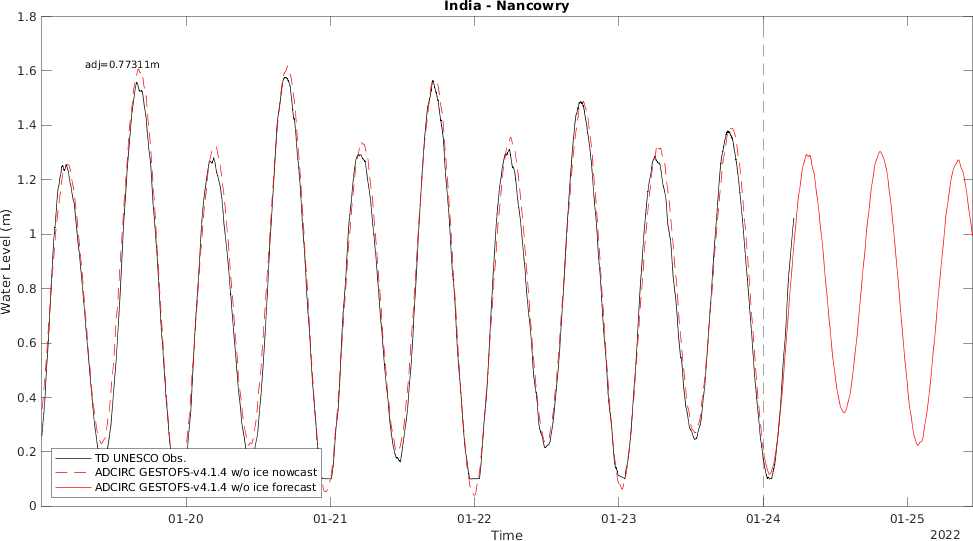 India - Nancowry
1.8
1.6
1.4
1.2
1
0.8
0.6
0.4
0.2
0
Water Level (m)
adj=0.77311m
TD UNESCO Obs.
ADCIRC GESTOFS-v4.1.4 w/o ice nowcast
ADCIRC GESTOFS-v4.1.4 w/o ice forecast
01-20 01-21 01-22 01-23 01-24 01-25
Time
2022